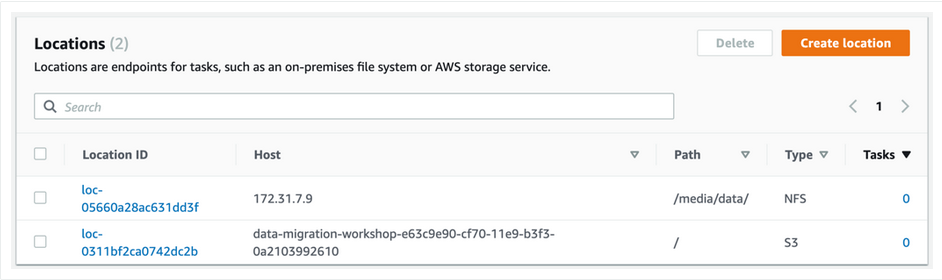 Locations (2)
Delete
Create location
Locations are endpoints for tasks, such as an on-premises file system or AWS storage service.
Search
1
Location ID
Host
Path
Type
Tasks
loc-
05660a28ac631dd3f
172.31.7.9
/media/data/
NFS
0
loc-
0311bf2ca0742dc2b
data-migration-workshop-e63c9e90-cf70-11e9-b3f3-
0a2103992610
/
S3
0